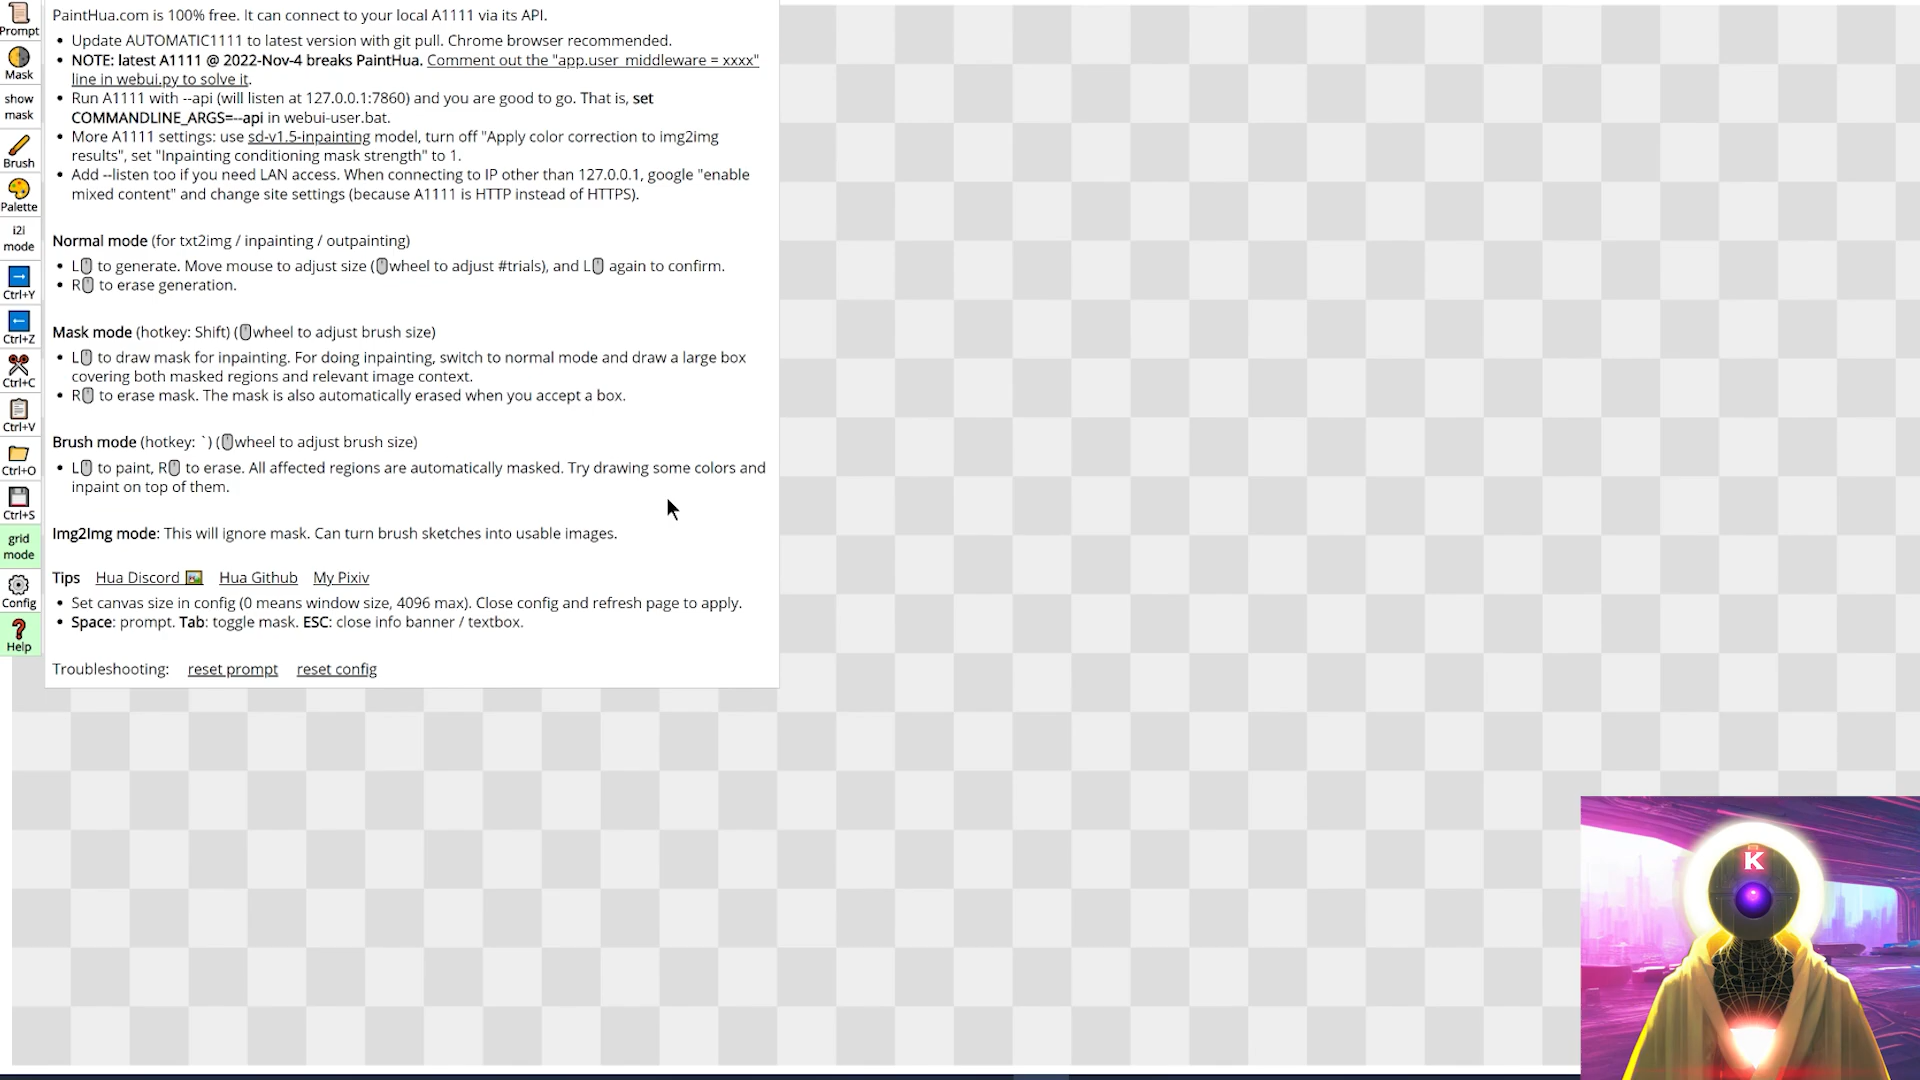 Prompt
Mask
show
mask
Brush
Palette
i2i
mode
Ctrl+Y
Ctrl+Z
Ctrl+C
Ctrl+V
Ctrl+O
Ctrl+S
grid
mode
Config
Help
PaintHua.com is 100% free. It can connect to your local A1111 via its API.
• Update AUTOMATIC1111 to latest version with git pull. Chrome browser recommended.
• NOTE: latest A1111 @ 2022-Nov-4 breaks PaintHua. Comment out the "app.user_middleware = xxxx"
line in webui.py to solve it.
• Run A1111 with --api (will listen at 127.0.0.1:7860) and you are good to go. That is, set
COMMANDLINE_ARGS=--api in webui-user.bat.
• More A1111 settings: use sd-v1.5-inpainting model, turn off "Apply color correction to img2img
results", set "Inpainting conditioning mask strength" to 1.
• Add --listen too if you need LAN access. When connecting to IP other than 127.0.0.1, google "enable
mixed content" and change site settings (because A1111 is HTTP instead of HTTPS).
Normal mode (for txt2img / inpainting / outpainting)
• L🖱 to generate. Move mouse to adjust size (🖱wheel to adjust #trials), and L🖱 again to confirm.
• R🖱 to erase generation.
Mask mode (hotkey: Shift) (🖱wheel to adjust brush size)
• L🖱 to draw mask for inpainting. For doing inpainting, switch to normal mode and draw a large box
covering both masked regions and relevant image context.
• R🖱 to erase mask. The mask is also automatically erased when you accept a box.
Brush mode (hotkey: `) (🖱wheel to adjust brush size)
• L🖱 to paint, R🖱 to erase. All affected regions are automatically masked. Try drawing some colors and
inpaint on top of them.
Img2Img mode: This will ignore mask. Can turn brush sketches into usable images.
Tips Hua Discord Hua Github My Pixiv
• Set canvas size in config (0 means window size, 4096 max). Close config and refresh page to apply.
• Space: prompt. Tab: toggle mask. ESC: close info banner / textbox.
Troubleshooting: reset prompt reset config
K